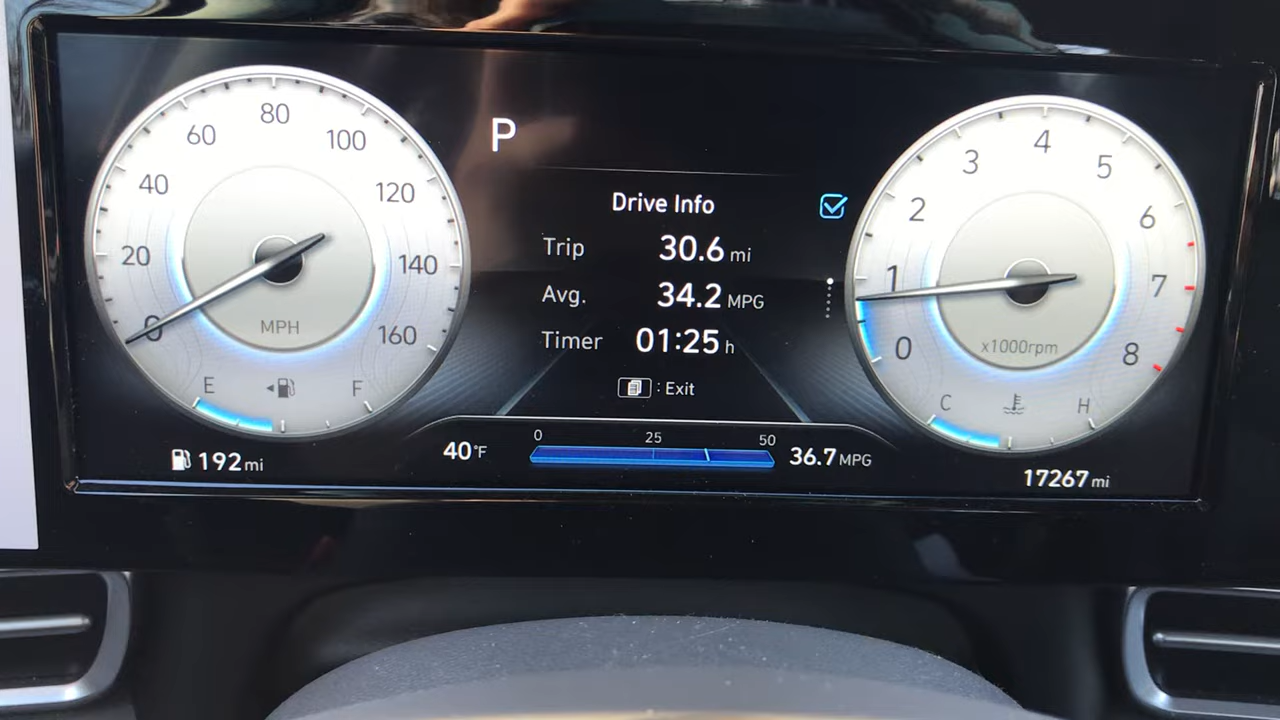 0
20
40
60
80
100
120
140
160
MPH
E
F
192 mi
P
Drive Info
Trip 30.6 mi
Avg. 34.2 MPG
Timer 01:25 h
: Exit
40°F
0 25 50
36.7 MPG
0
1
2
3
4
5
6
7
8
x1000rpm
C
H
17267 mi